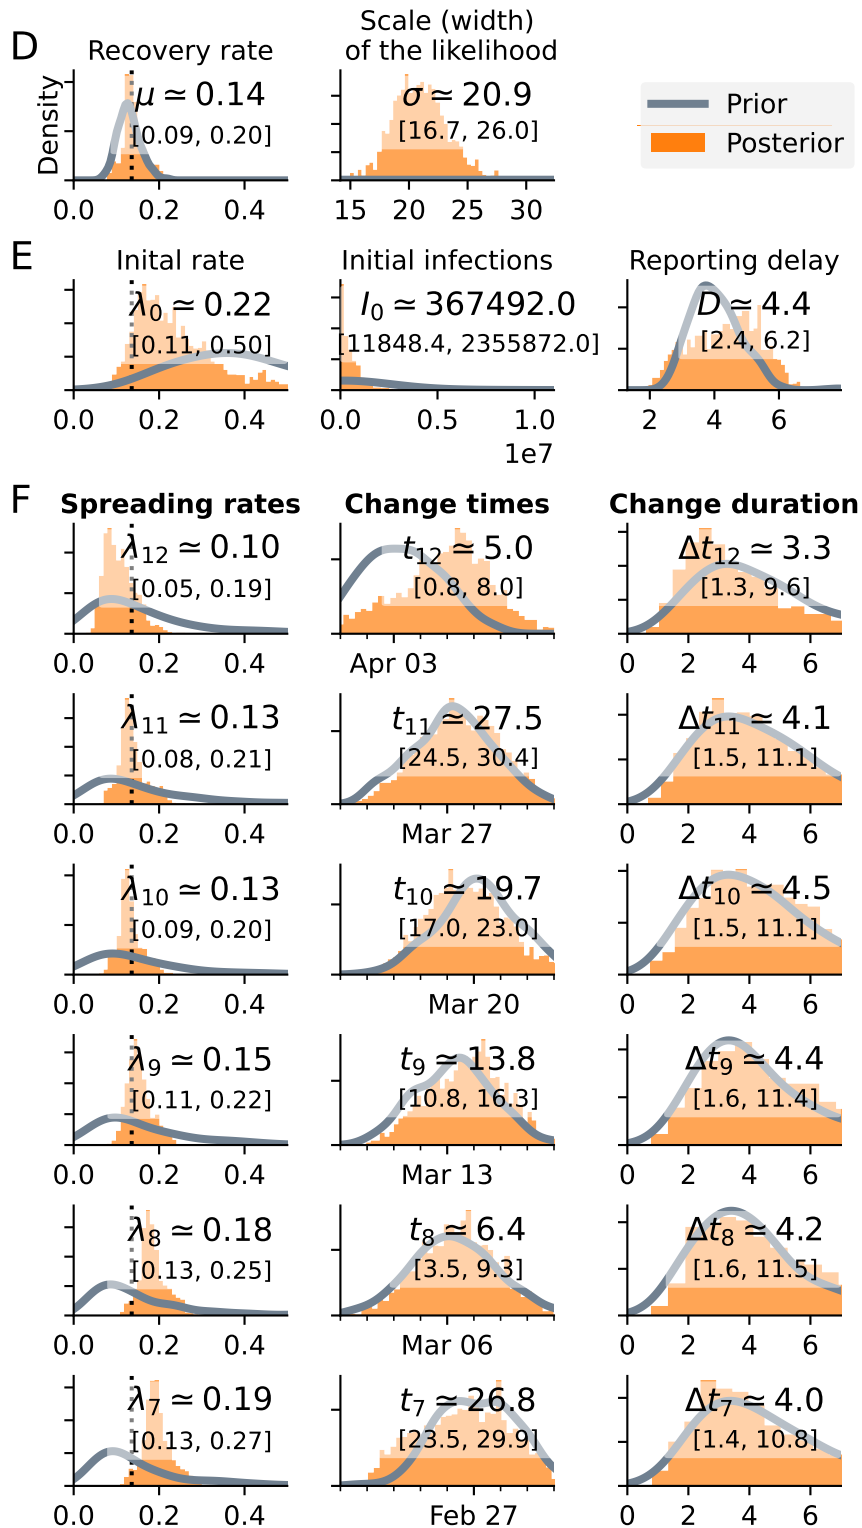 D
Recovery rate
Scale (width)
of the likelihood
Density
μ ≃ 0.14
[0.09, 0.20]
σ ≃ 20.9
[16.7, 26.0]
Prior
Posterior
0.0 0.2 0.4
15 20 25 30
E
Inital rate
Initial infections
Reporting delay
λ0 ≃ 0.22
[0.11, 0.50]
I0 ≃ 367492.0
[11848.4, 2355872.0]
D ≃ 4.4
[2.4, 6.2]
0.0 0.2 0.4
0.0 0.5 1.0
1e7
2 4 6
F
Spreading rates Change times Change duration
λ12 ≃ 0.10
[0.05, 0.19]
t12 ≃ 5.0
[0.8, 8.0]
Δt12 ≃ 3.3
[1.3, 9.6]
0.0 0.2 0.4
Apr 03
0 2 4 6
λ11 ≃ 0.13
[0.08, 0.21]
t11 ≃ 27.5
[24.5, 30.4]
Δt11 ≃ 4.1
[1.5, 11.1]
0.0 0.2 0.4
Mar 27
0 2 4 6
λ10 ≃ 0.13
[0.09, 0.20]
t10 ≃ 19.7
[17.0, 23.0]
Δt10 ≃ 4.5
[1.5, 11.1]
0.0 0.2 0.4
Mar 20
0 2 4 6
λ9 ≃ 0.15
[0.11, 0.22]
t9 ≃ 13.8
[10.8, 16.3]
Δt9 ≃ 4.4
[1.6, 11.4]
0.0 0.2 0.4
Mar 13
0 2 4 6
λ8 ≃ 0.18
[0.13, 0.25]
t8 ≃ 6.4
[3.5, 9.3]
Δt8 ≃ 4.2
[1.6, 11.5]
0.0 0.2 0.4
Mar 06
0 2 4 6
λ7 ≃ 0.19
[0.13, 0.27]
t7 ≃ 26.8
[23.5, 29.9]
Δt7 ≃ 4.0
[1.4, 10.8]
0.0 0.2 0.4
Feb 27
0 2 4 6